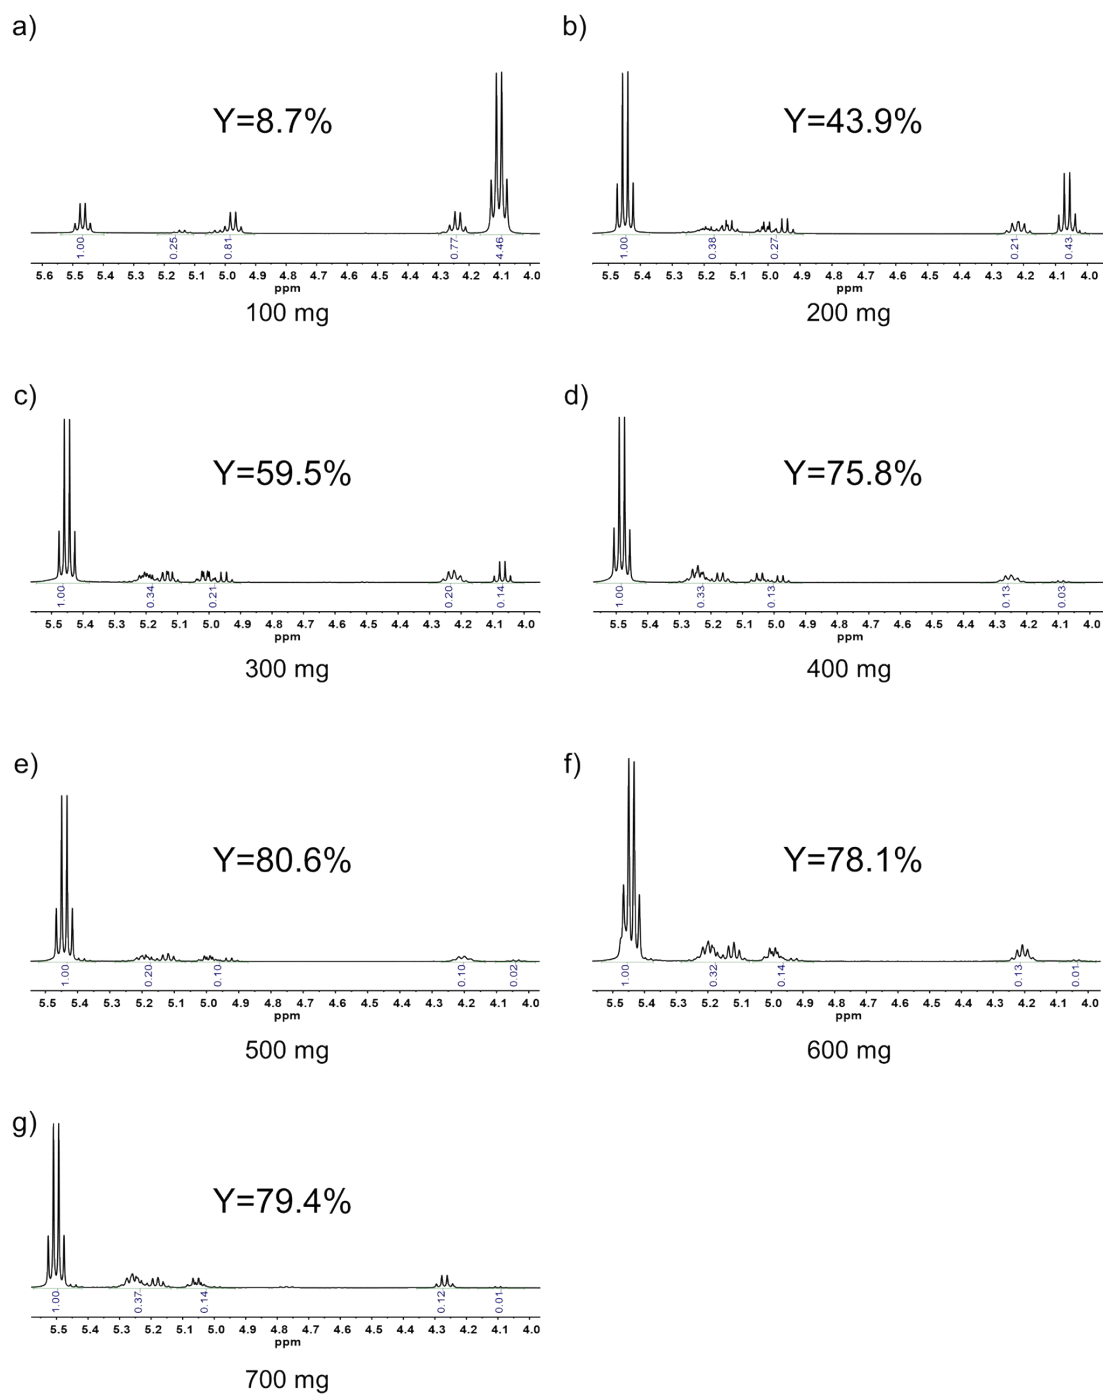 a)
Y=8.7%
1.00 0.25 0.81 0.77 4.46
5.6 5.5 5.4 5.3 5.2 5.1 5.0 4.9 4.8 4.7 4.6 4.5 4.4 4.3 4.2 4.1 4.0
ppm
100 mg
b)
Y=43.9%
1.00 0.38 0.27 0.21 0.43
5.5 5.4 5.3 5.2 5.1 5.0 4.9 4.8 4.7 4.6 4.5 4.4 4.3 4.2 4.1 4.0
ppm
200 mg
c)
Y=59.5%
1.00 0.34 0.21 0.20 0.14
5.5 5.4 5.3 5.2 5.1 5.0 4.9 4.8 4.7 4.6 4.5 4.4 4.3 4.2 4.1 4.0
ppm
300 mg
d)
Y=75.8%
1.00 0.33 0.13 0.13 0.03
5.5 5.4 5.3 5.2 5.1 5.0 4.9 4.8 4.7 4.6 4.5 4.4 4.3 4.2 4.1 4.0
ppm
400 mg
e)
Y=80.6%
1.00 0.20 0.10 0.10 0.02
5.5 5.4 5.3 5.2 5.1 5.0 4.9 4.8 4.7 4.6 4.5 4.4 4.3 4.2 4.1 4.0
ppm
500 mg
f)
Y=78.1%
1.00 0.32 0.14 0.13 0.01
5.5 5.4 5.3 5.2 5.1 5.0 4.9 4.8 4.7 4.6 4.5 4.4 4.3 4.2 4.1 4.0
ppm
600 mg
g)
Y=79.4%
1.00 0.37 0.14 0.12 0.01
5.5 5.4 5.3 5.2 5.1 5.0 4.9 4.8 4.7 4.6 4.5 4.4 4.3 4.2 4.1 4.0
ppm
700 mg